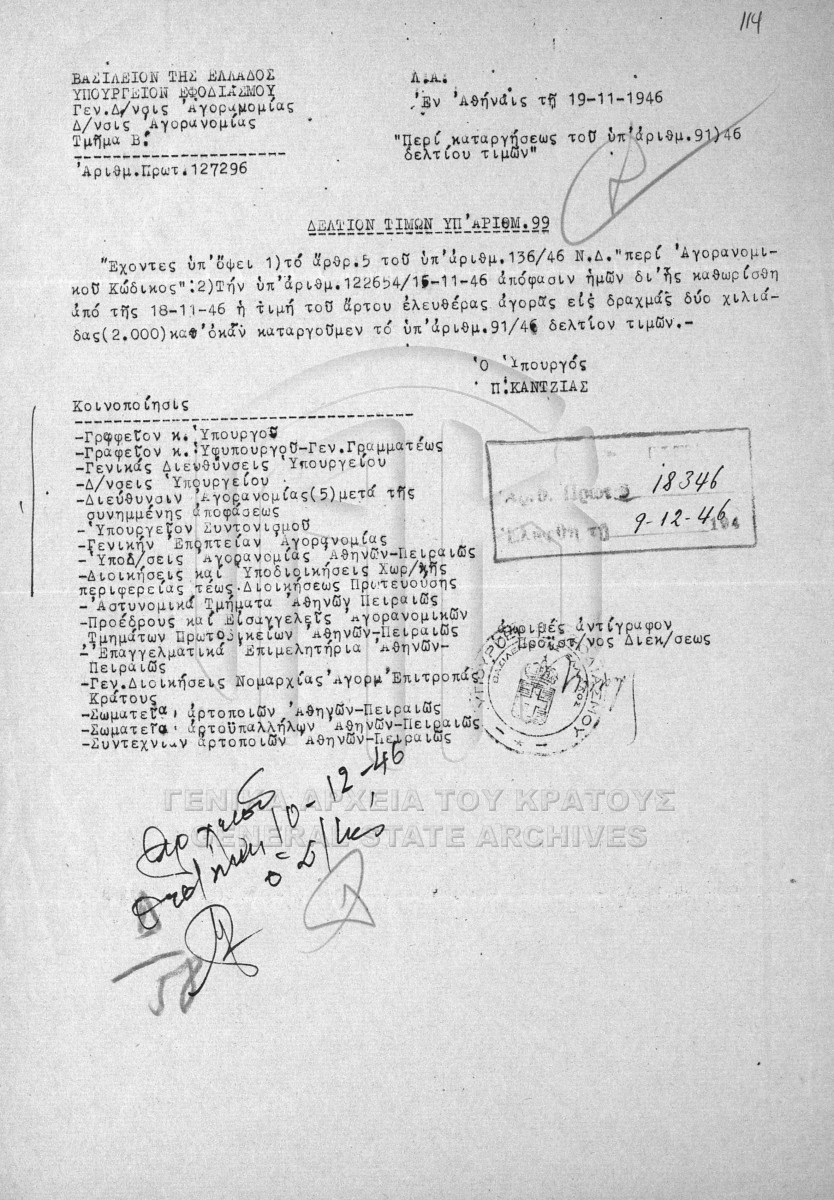 114
ΒΑΣΙΛΕΙΟΝ ΤΗΣ ΕΛΛΑΔΟΣ
ΥΠΟΥΡΓΕΙΟΝ ΕΦΟΔΙΑΣΜΟΥ
Γεν.Δ/νσις Ἀγορανομίας
Δ/νσις Ἀγορανομίας
Τμῆμα Β.
Ἀριθμ.Πρωτ.127296
Λ.Α.
Ἐν Ἀθήναις τῇ 19-11-1946
"Περί καταργήσεως τοῦ ὑπ'ἀριθμ.91)46
δελτίου τιμῶν"
ΔΕΛΤΙΟΝ ΤΙΜΩΝ ΥΠ'ΑΡΙΘΜ.99
Ἔχοντες ὑπ'ὄψει 1)τό ἄρθρ.5 τοῦ ὑπ'ἀριθμ.136/46 Ν.Δ."περί Ἀγορανομι-
κοῦ Κώδικος":2)Τήν ὑπ'ἀριθμ.122654/15-11-46 ἀπόφασιν ἡμῶν δι'ἧς καθωρίσθη
ἀπό τῆς 18-11-46 ἡ τιμή τοῦ ἄρτου ἐλευθέρας ἀγορᾶς εἰς δραχμάς δύο χιλιά-
δας(2.000)καθ'ὀκᾶν καταργοῦμεν τό ὑπ'ἀριθμ.91/46 δελτίον τιμῶν.-
Ὁ Ὑπουργός
Π.ΚΑΝΤΖΙΑΣ
Κοινοποίησις
-Γραφεῖον κ.Ὑπουργοῦ
-Γραφεῖον κ.Ὑφυπουργοῦ-Γεν.Γραμματέως
-Γενικάς Διευθύνσεις Ὑπουργείου
-Δ/νσεις Ὑπουργείου
-Διεύθυνσιν Ἀγορανομίας(5)μετά τῆς
συνημμένης ἀποφάσεως
-Ὑπουργεῖον Συντονισμοῦ
-Γενικήν Ἐποπτείαν Ἀγορανομίας
-Ὑποδ/σεις Ἀγορανομίας Ἀθηνῶν-Πειραιῶς
-Διοικήσεις καί Ὑποδιοικήσεις Χωρ/κῆς
περιφερείας τέως Διοικήσεως Πρωτευούσης
-Ἀστυνομικά Τμήματα Ἀθηνῶν Πειραιῶς
-Προέδρους καί Εἰσαγγελεῖς Ἀγορανομικῶν
Τμημάτων Πρωτοδικείων Ἀθηνῶν-Πειραιῶς
-Ἐπαγγελματικά Ἐπιμελητήρια Ἀθηνῶν-
Πειραιῶς
-Γεν.Διοικήσεις Νομαρχίας Ἀγορμ Ἐπιτροπάς
Κράτους
-Σωματεῖα ἀρτοποιῶν Ἀθηνῶν-Πειραιῶς
-Σωματεῖα ἀρτοϋπαλλήλων Ἀθηνῶν-Πειραιῶς
-Συντεχνίαν ἀρτοποιῶν Ἀθηνῶν-Πειραιῶς
Ἀριθ. Πρωτ. 18346
Ἐλήφθη τῇ 9-12-46 194
ἀκριβές ἀντίγραφον
Προϊστ/νος Διεκ/σεως
10-12-46
58
ΓΕΝΙΚΑ ΑΡΧΕΙΑ ΤΟΥ ΚΡΑΤΟΥΣ
GENERAL STATE ARCHIVES